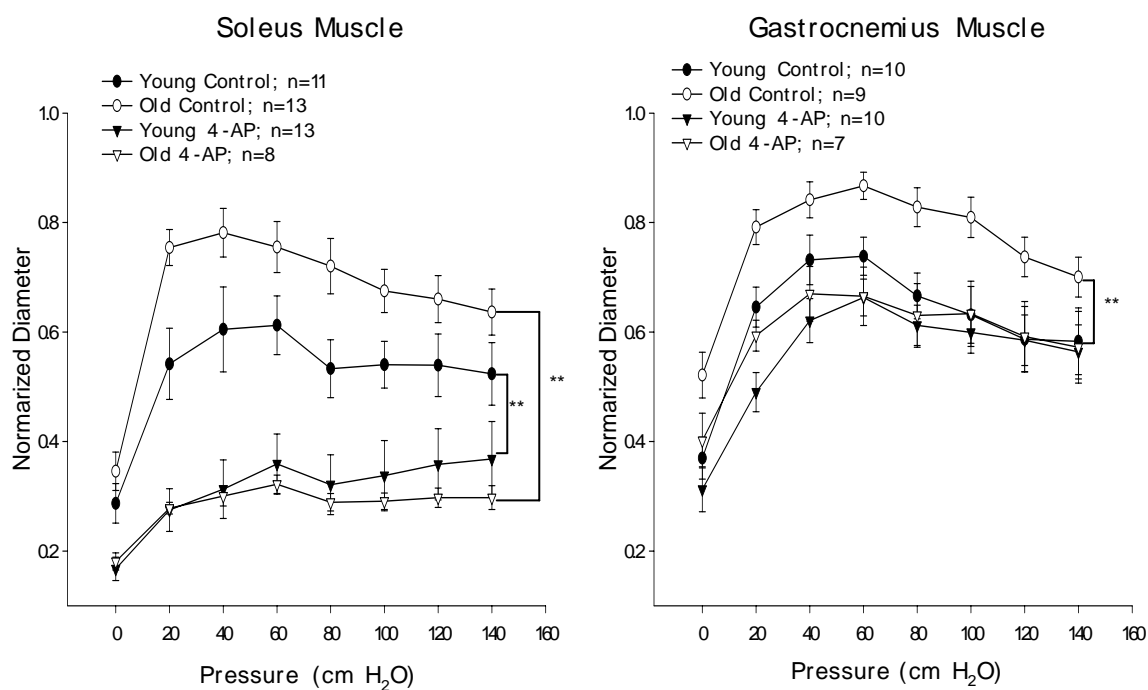 Soleus Muscle
Young Control; n=11
Old Control; n=13
Young 4-AP; n=13
Old 4-AP; n=8
1.0
0.8
0.6
0.4
0.2
Normarized Diameter
**
**
0 20 40 60 80 100 120 140 160
Pressure (cm H₂O)
Gastrocnemius Muscle
Young Control; n=10
Old Control; n=9
Young 4-AP; n=10
Old 4-AP; n=7
1.0
0.8
0.6
0.4
0.2
Normarized Diameter
**
0 20 40 60 80 100 120 140 160
Pressure (cm H₂O)